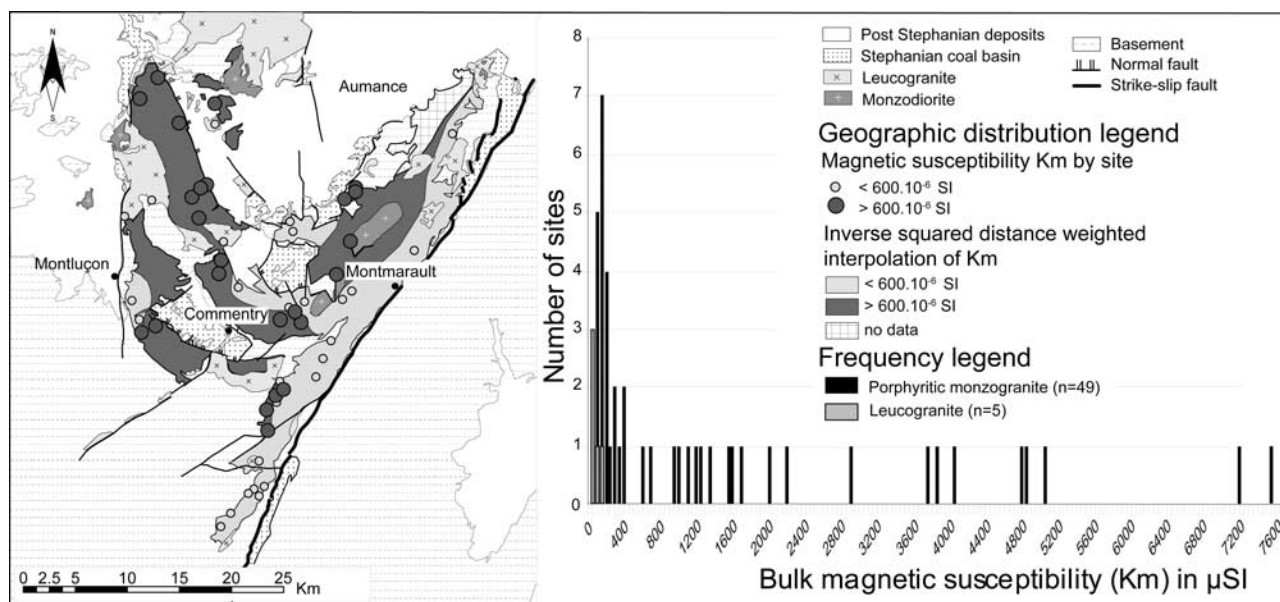 N
S
Aumance
Montluçon
Commentry
Montmarault
0 2.5 5 10 15 20 25
Km
8
7
6
5
4
3
2
1
0
Number of sites
0
400
800
1200
1600
2000
2400
2800
3200
3600
4000
4400
4800
5200
5600
6000
6400
6800
7200
7600
Bulk magnetic susceptibility (Km) in µSI
Post Stephanian deposits
Stephanian coal basin
Leucogranite
Monzodiorite
Basement
Normal fault
Strike-slip fault
Geographic distribution legend
Magnetic susceptibility Km by site
< 600.10⁻⁶ SI
> 600.10⁻⁶ SI
Inverse squared distance weighted
interpolation of Km
< 600.10⁻⁶ SI
> 600.10⁻⁶ SI
no data
Frequency legend
Porphyritic monzogranite (n=49)
Leucogranite (n=5)